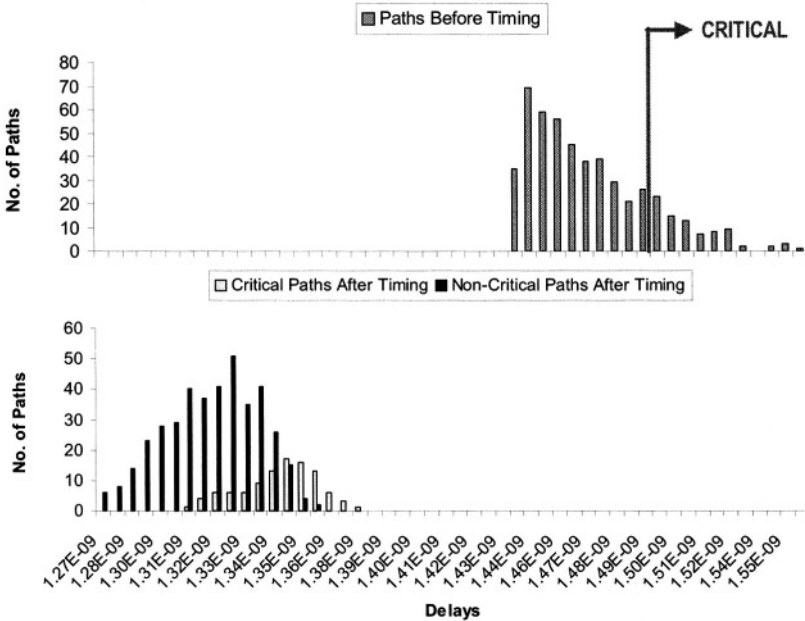 Paths Before Timing
CRITICAL
No. of Paths
80
70
60
50
40
30
20
10
0
Critical Paths After Timing Non-Critical Paths After Timing
No. of Paths
60
50
40
30
20
10
0
1.27E-09 1.28E-09 1.30E-09 1.31E-09 1.32E-09 1.33E-09 1.34E-09 1.35E-09 1.36E-09 1.38E-09 1.39E-09 1.40E-09 1.41E-09 1.42E-09 1.43E-09 1.44E-09 1.46E-09 1.47E-09 1.48E-09 1.49E-09 1.50E-09 1.51E-09 1.52E-09 1.54E-09 1.55E-09
Delays